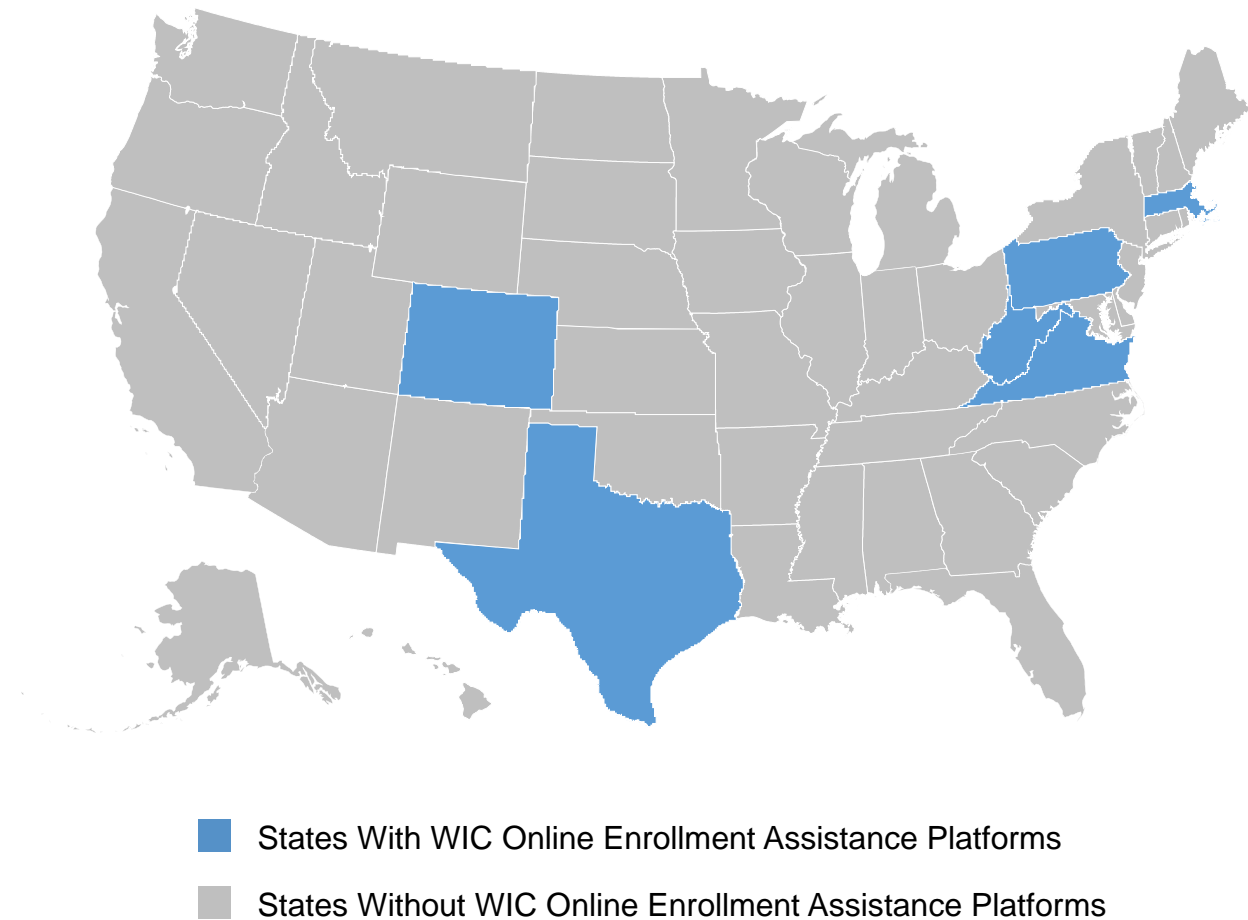 States With WIC Online Enrollment Assistance Platforms
States Without WIC Online Enrollment Assistance Platforms